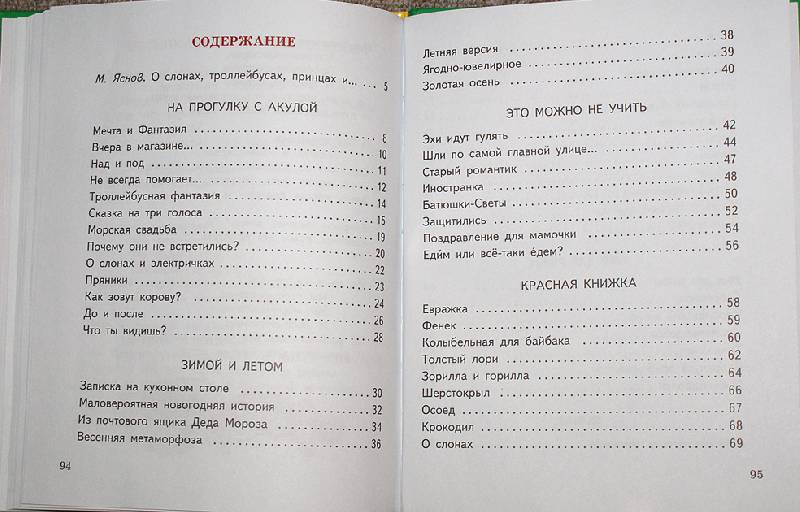 СОДЕРЖАНИЕ
М. Яснов. О слонах, троллейбусах, принцах и... ... 5
НА ПРОГУЛКУ С АКУЛОЙ
Мечта и Фантазил 8
Вчера в магазине... 10
Над и под 11
Не всегда помогает... 12
Троллейбусная фантазия 14
Сказка на три голоса 15
Морская свадьба 19
Почему они не встретились? 20
О слонах и электричках 22
Пряники 23
Как зовут корову? 24
До и после 26
Что ты видишь? 28
ЗИМОЙ И ЛЕТОМ
Записка на кухонном столе 30
Маловероятная новогодняя история 32
Из почтового ящика Деда Мороза 34
Весенняя метаморфоза 36
94
Летняя версия 38
Ягодно-ювелирное 39
Золотая осень 40
ЭТО МОЖНО НЕ УЧИТЬ
Эхи идут гулять 42
Шли по самой главной улице... 44
Старый романтик 47
Иностранка 48
Батюшки-Светы 50
Защитились 52
Поздравление для мамочки 54
Еди́м или всё-таки е́дем? 56
КРАСНАЯ КНИЖКА
Евражка 58
Фенек 59
Колыбельная для байбака 60
Толстый лори 62
Зорилла и горилла 64
Шерстокрыл 66
Осоед 67
Крокодил 68
О слонах 69
95